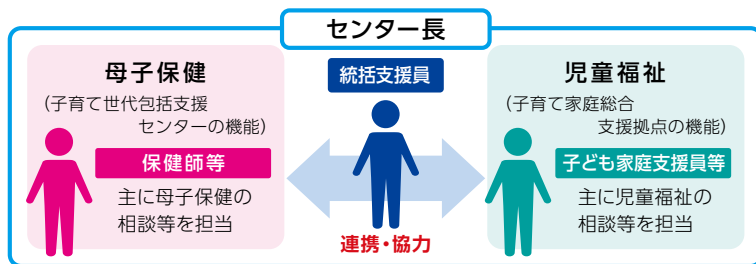 センター長
母子保健
(子育て世代包括支援
センターの機能)
保健師等
主に母子保健の
相談等を担当
統括支援員
連携・協力
児童福祉
(子育て家庭総合
支援拠点の機能)
子ども家庭支援員等
主に児童福祉の
相談等を担当